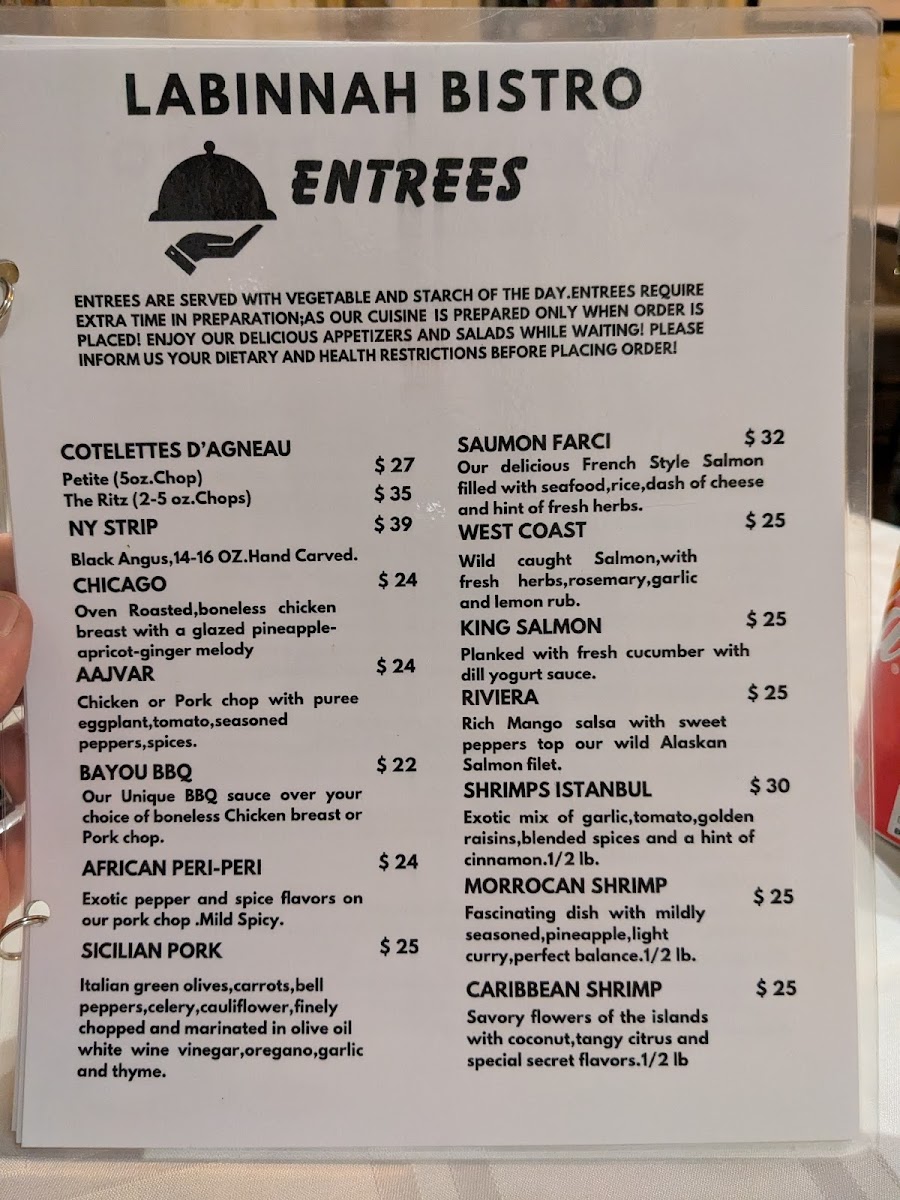 LABINNAH BISTRO
ENTREES
ENTREES ARE SERVED WITH VEGETABLE AND STARCH OF THE DAY.ENTREES REQUIRE
EXTRA TIME IN PREPARATION;AS OUR CUISINE IS PREPARED ONLY WHEN ORDER IS
PLACED! ENJOY OUR DELICIOUS APPETIZERS AND SALADS WHILE WAITING! PLEASE
INFORM US YOUR DIETARY AND HEALTH RESTRICTIONS BEFORE PLACING ORDER!
COTELETTES D'AGNEAU
Petite (5oz.Chop) $ 27
The Ritz (2-5 oz.Chops) $ 35
NY STRIP $ 39
Black Angus,14-16 OZ.Hand Carved.
CHICAGO $ 24
Oven Roasted,boneless chicken
breast with a glazed pineapple-
apricot-ginger melody
AAJVAR $ 24
Chicken or Pork chop with puree
eggplant,tomato,seasoned
peppers,spices.
BAYOU BBQ $ 22
Our Unique BBQ sauce over your
choice of boneless Chicken breast or
Pork chop.
AFRICAN PERI-PERI $ 24
Exotic pepper and spice flavors on
our pork chop .Mild Spicy.
SICILIAN PORK $ 25
Italian green olives,carrots,bell
peppers,celery,cauliflower,finely
chopped and marinated in olive oil
white wine vinegar,oregano,garlic
and thyme.
SAUMON FARCI $ 32
Our delicious French Style Salmon
filled with seafood,rice,dash of cheese
and hint of fresh herbs.
WEST COAST $ 25
Wild caught Salmon,with
fresh herbs,rosemary,garlic
and lemon rub.
KING SALMON $ 25
Planked with fresh cucumber with
dill yogurt sauce.
RIVIERA $ 25
Rich Mango salsa with sweet
peppers top our wild Alaskan
Salmon filet.
SHRIMPS ISTANBUL $ 30
Exotic mix of garlic,tomato,golden
raisins,blended spices and a hint of
cinnamon.1/2 lb.
MORROCAN SHRIMP $ 25
Fascinating dish with mildly
seasoned,pineapple,light
curry,perfect balance.1/2 lb.
CARIBBEAN SHRIMP $ 25
Savory flowers of the islands
with coconut,tangy citrus and
special secret flavors.1/2 lb